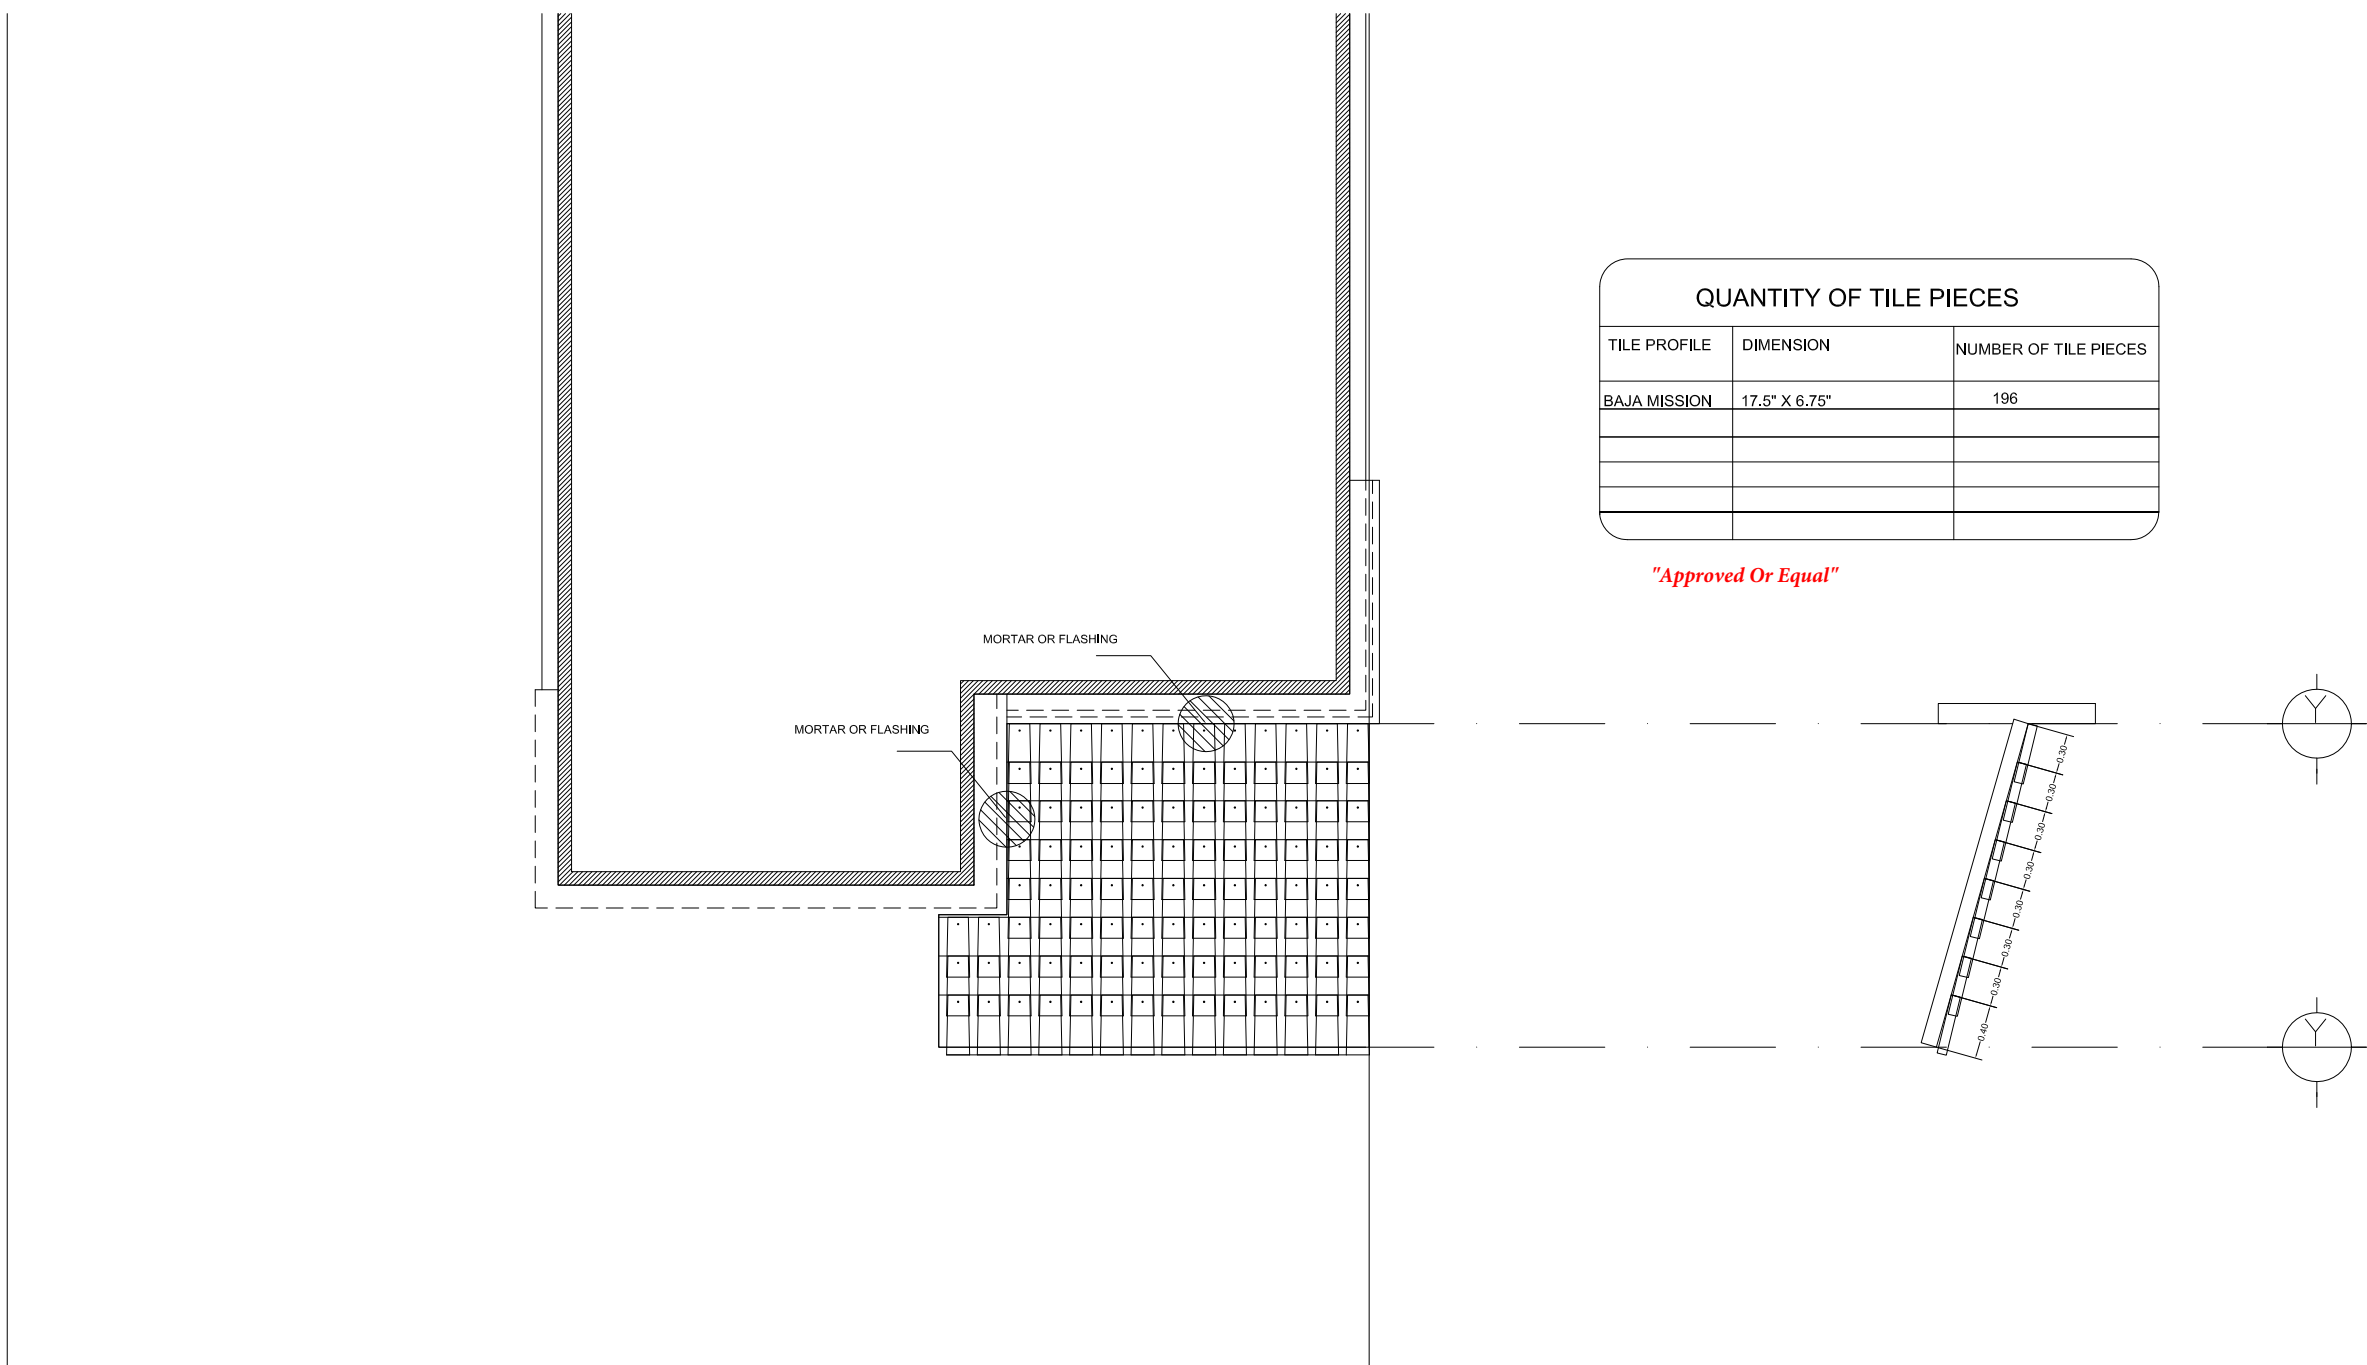 QUANTITY OF TILE PIECES
TILE PROFILE DIMENSION NUMBER OF TILE PIECES
BAJA MISSION 17.5" X 6.75" 196
"Approved Or Equal"
MORTAR OR FLASHING
MORTAR OR FLASHING
Y
0.30
0.30
0.30
0.30
0.30
0.30
0.30
0.40
Y